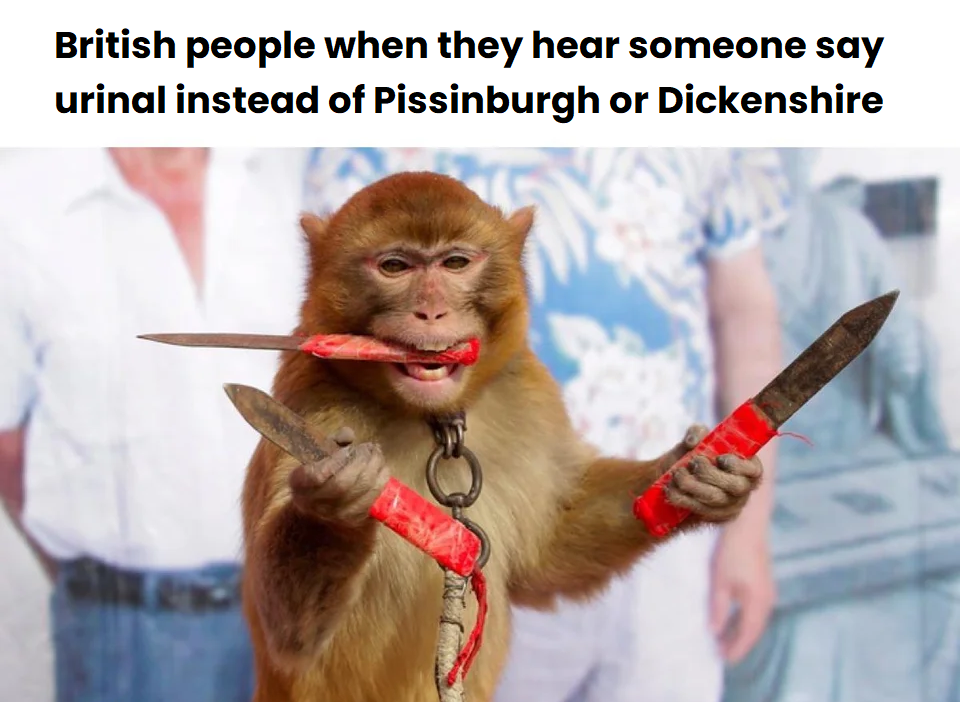 British people when they hear someone say
urinal instead of Pissinburgh or Dickenshire